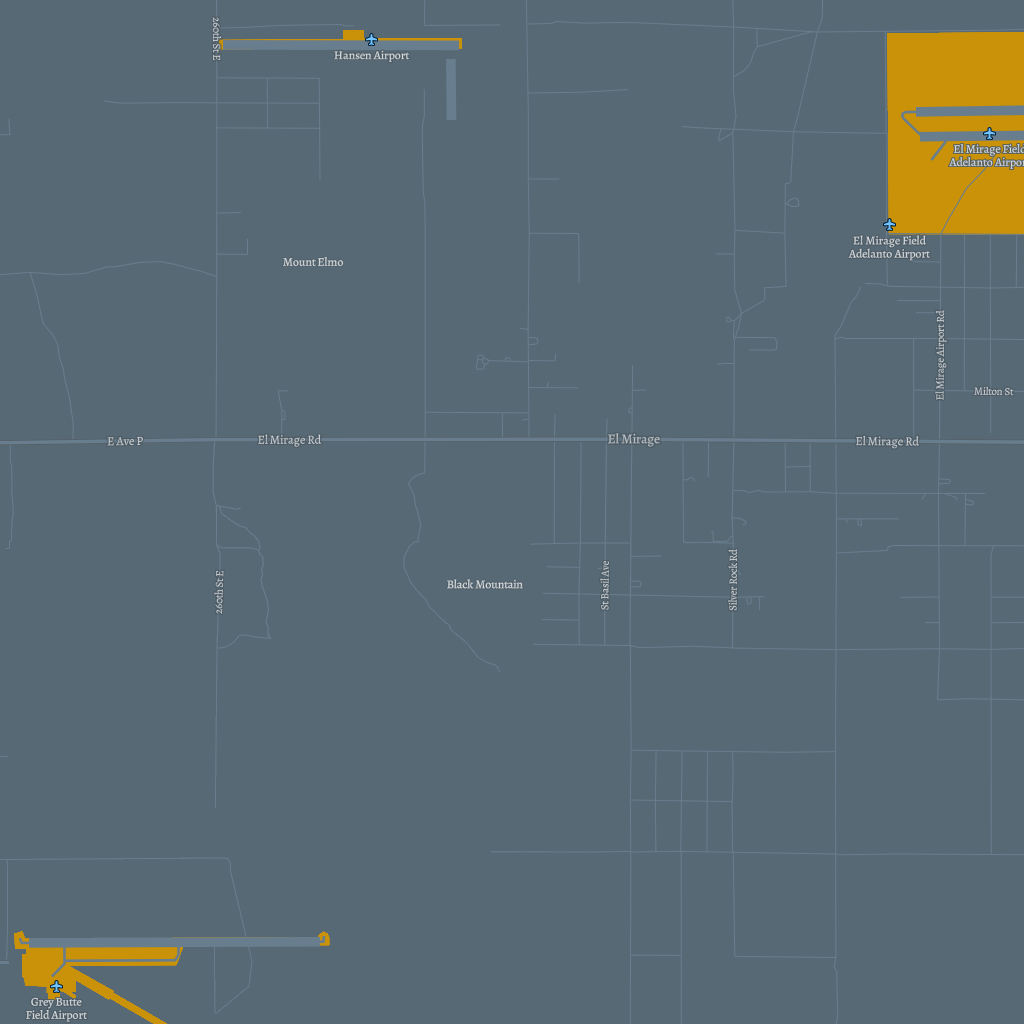 260th St E
Hansen Airport
El Mirage Field
Adelanto Airport
El Mirage Field
Adelanto Airport
Mount Elmo
El Mirage Airport Rd
Milton St
E Ave P
El Mirage Rd
El Mirage
El Mirage Rd
260th St E
Black Mountain
St Basil Ave
Silver Rock Rd
Grey Butte
Field Airport